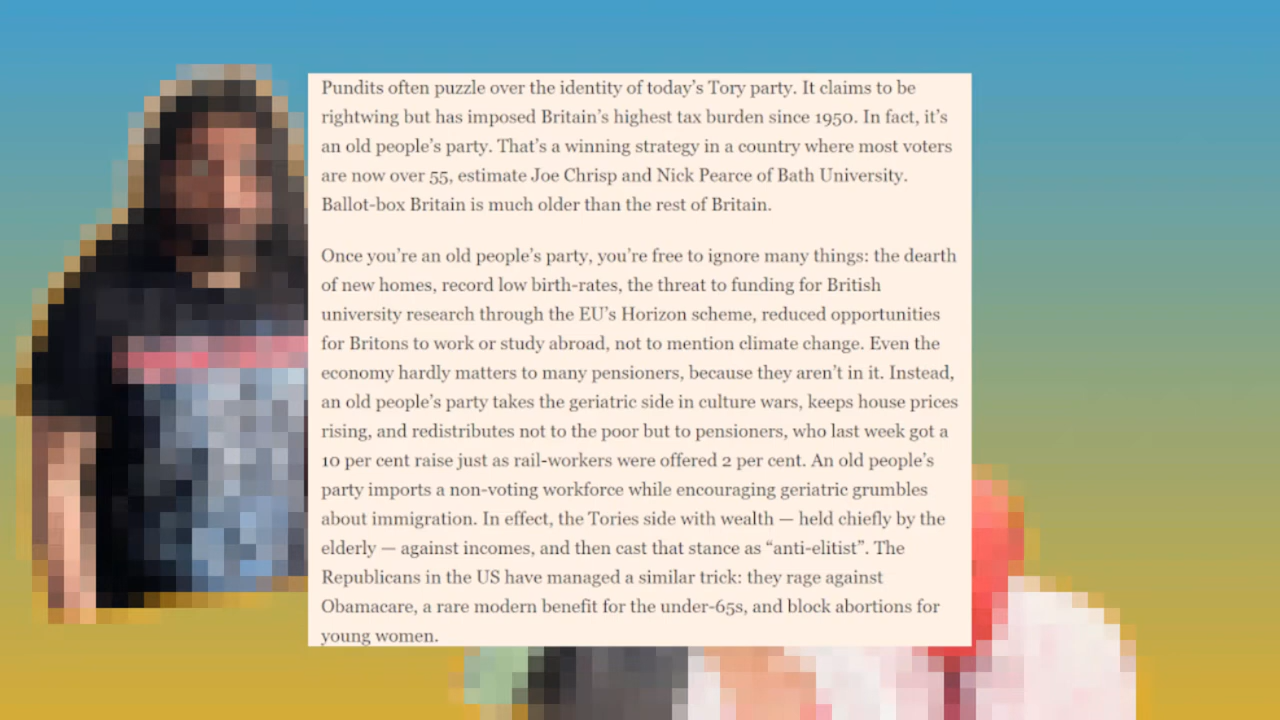 Pundits often puzzle over the identity of today’s Tory party. It claims to be
rightwing but has imposed Britain’s highest tax burden since 1950. In fact, it’s
an old people’s party. That’s a winning strategy in a country where most voters
are now over 55, estimate Joe Chrisp and Nick Pearce of Bath University.
Ballot-box Britain is much older than the rest of Britain.
Once you’re an old people’s party, you’re free to ignore many things: the dearth
of new homes, record low birth-rates, the threat to funding for British
university research through the EU’s Horizon scheme, reduced opportunities
for Britons to work or study abroad, not to mention climate change. Even the
economy hardly matters to many pensioners, because they aren’t in it. Instead,
an old people’s party takes the geriatric side in culture wars, keeps house prices
rising, and redistributes not to the poor but to pensioners, who last week got a
10 per cent raise just as rail-workers were offered 2 per cent. An old people’s
party imports a non-voting workforce while encouraging geriatric grumbles
about immigration. In effect, the Tories side with wealth — held chiefly by the
elderly — against incomes, and then cast that stance as “anti-elitist”. The
Republicans in the US have managed a similar trick: they rage against
Obamacare, a rare modern benefit for the under-65s, and block abortions for
young women.